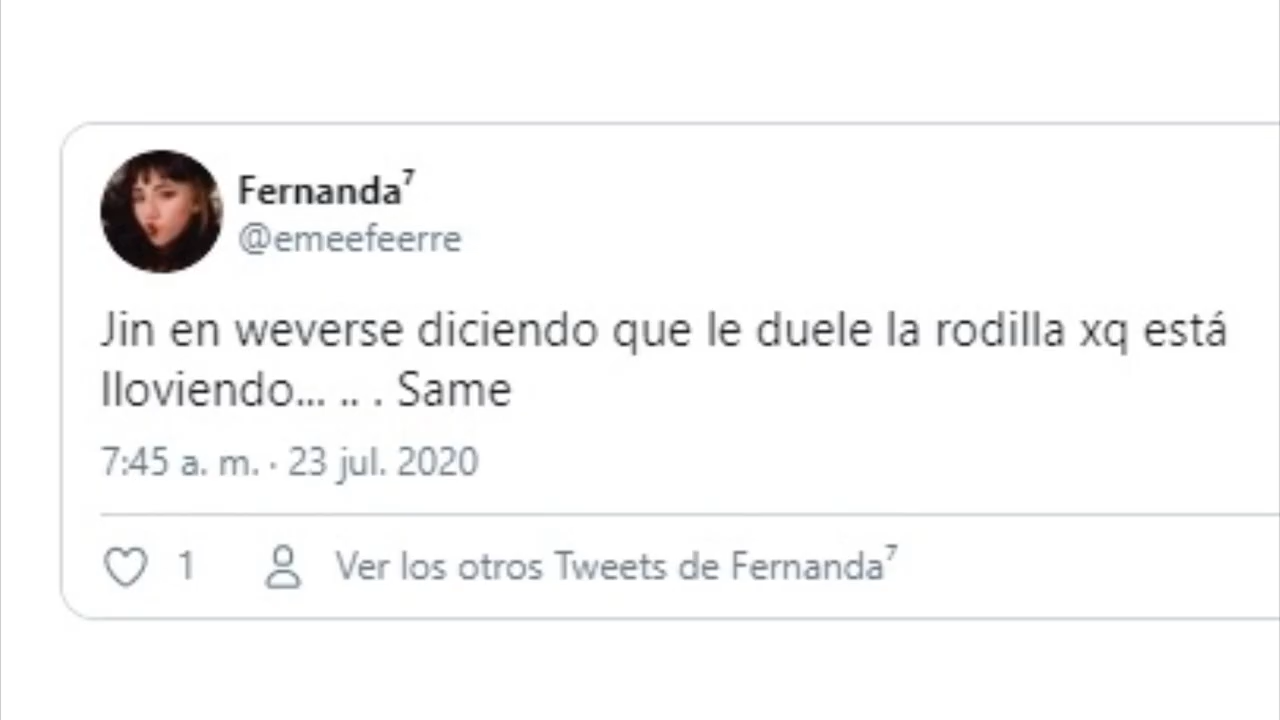 Fernanda⁷
@emeefeerre
Jin en weverse diciendo que le duele la rodilla xq está
lloviendo... .. . Same
7:45 a. m. · 23 jul. 2020
1 Ver los otros Tweets de Fernanda⁷